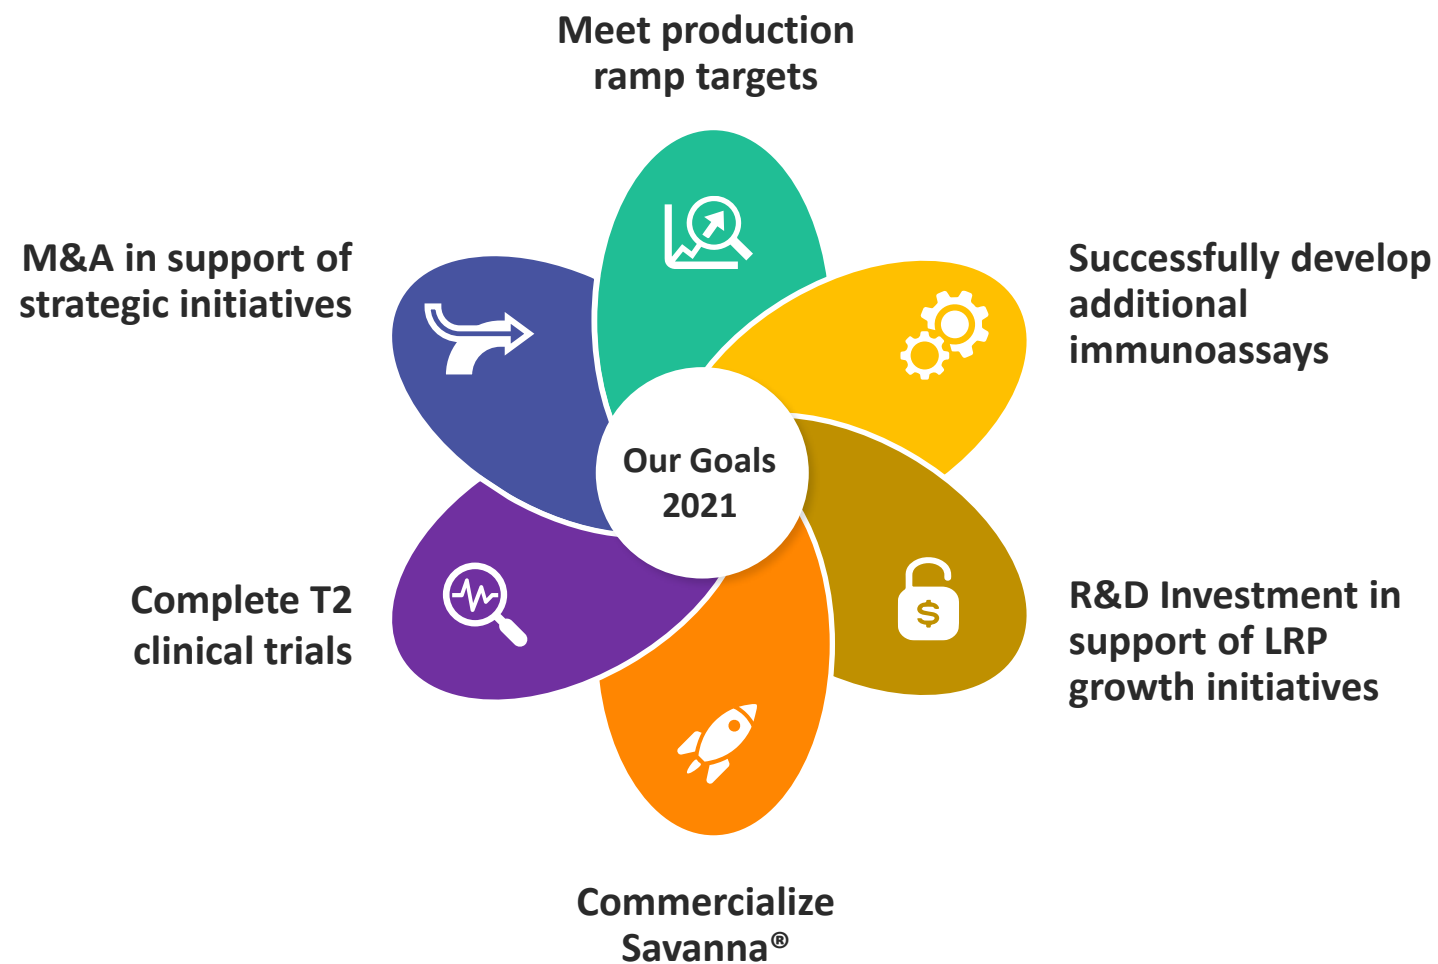 Meet production
ramp targets
M&A in support of
strategic initiatives
Successfully develop
additional
immunoassays
Our Goals
2021
Complete T2
clinical trials
$
R&D Investment in
support of LRP
growth initiatives
Commercialize
Savanna®